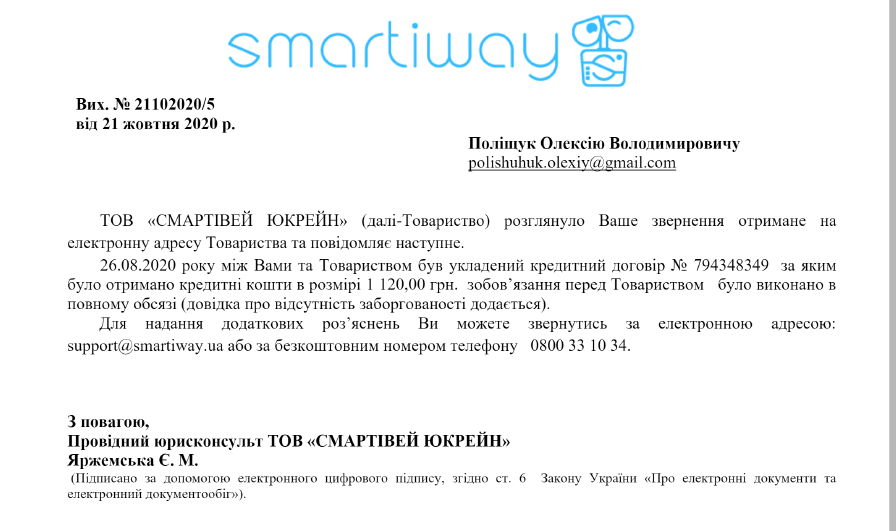 smartiway
Вих. № 21102020/5
від 21 жовтня 2020 р.
Поліщук Олексію Володимировичу
polishuhuk.olexiy@gmail.com
ТОВ «СМАРТІВЕЙ ЮКРЕЙН» (далі-Товариство) розглянуло Ваше звернення отримане на
електронну адресу Товариства та повідомляє наступне.
26.08.2020 року між Вами та Товариством був укладений кредитний договір № 794348349 за яким
було отримано кредитні кошти в розмірі 1 120,00 грн. зобов’язання перед Товариством було виконано в
повному обсязі (довідка про відсутність заборгованості додається).
Для надання додаткових роз’яснень Ви можете звернутись за електронною адресою:
support@smartiway.ua або за безкоштовним номером телефону 0800 33 10 34.
З повагою,
Провідний юрисконсульт ТОВ «СМАРТІВЕЙ ЮКРЕЙН»
Яржемська Є. М.
(Підписано за допомогою електронного цифрового підпису, згідно ст. 6 Закону України «Про електронні документи та
електронний документообіг»).